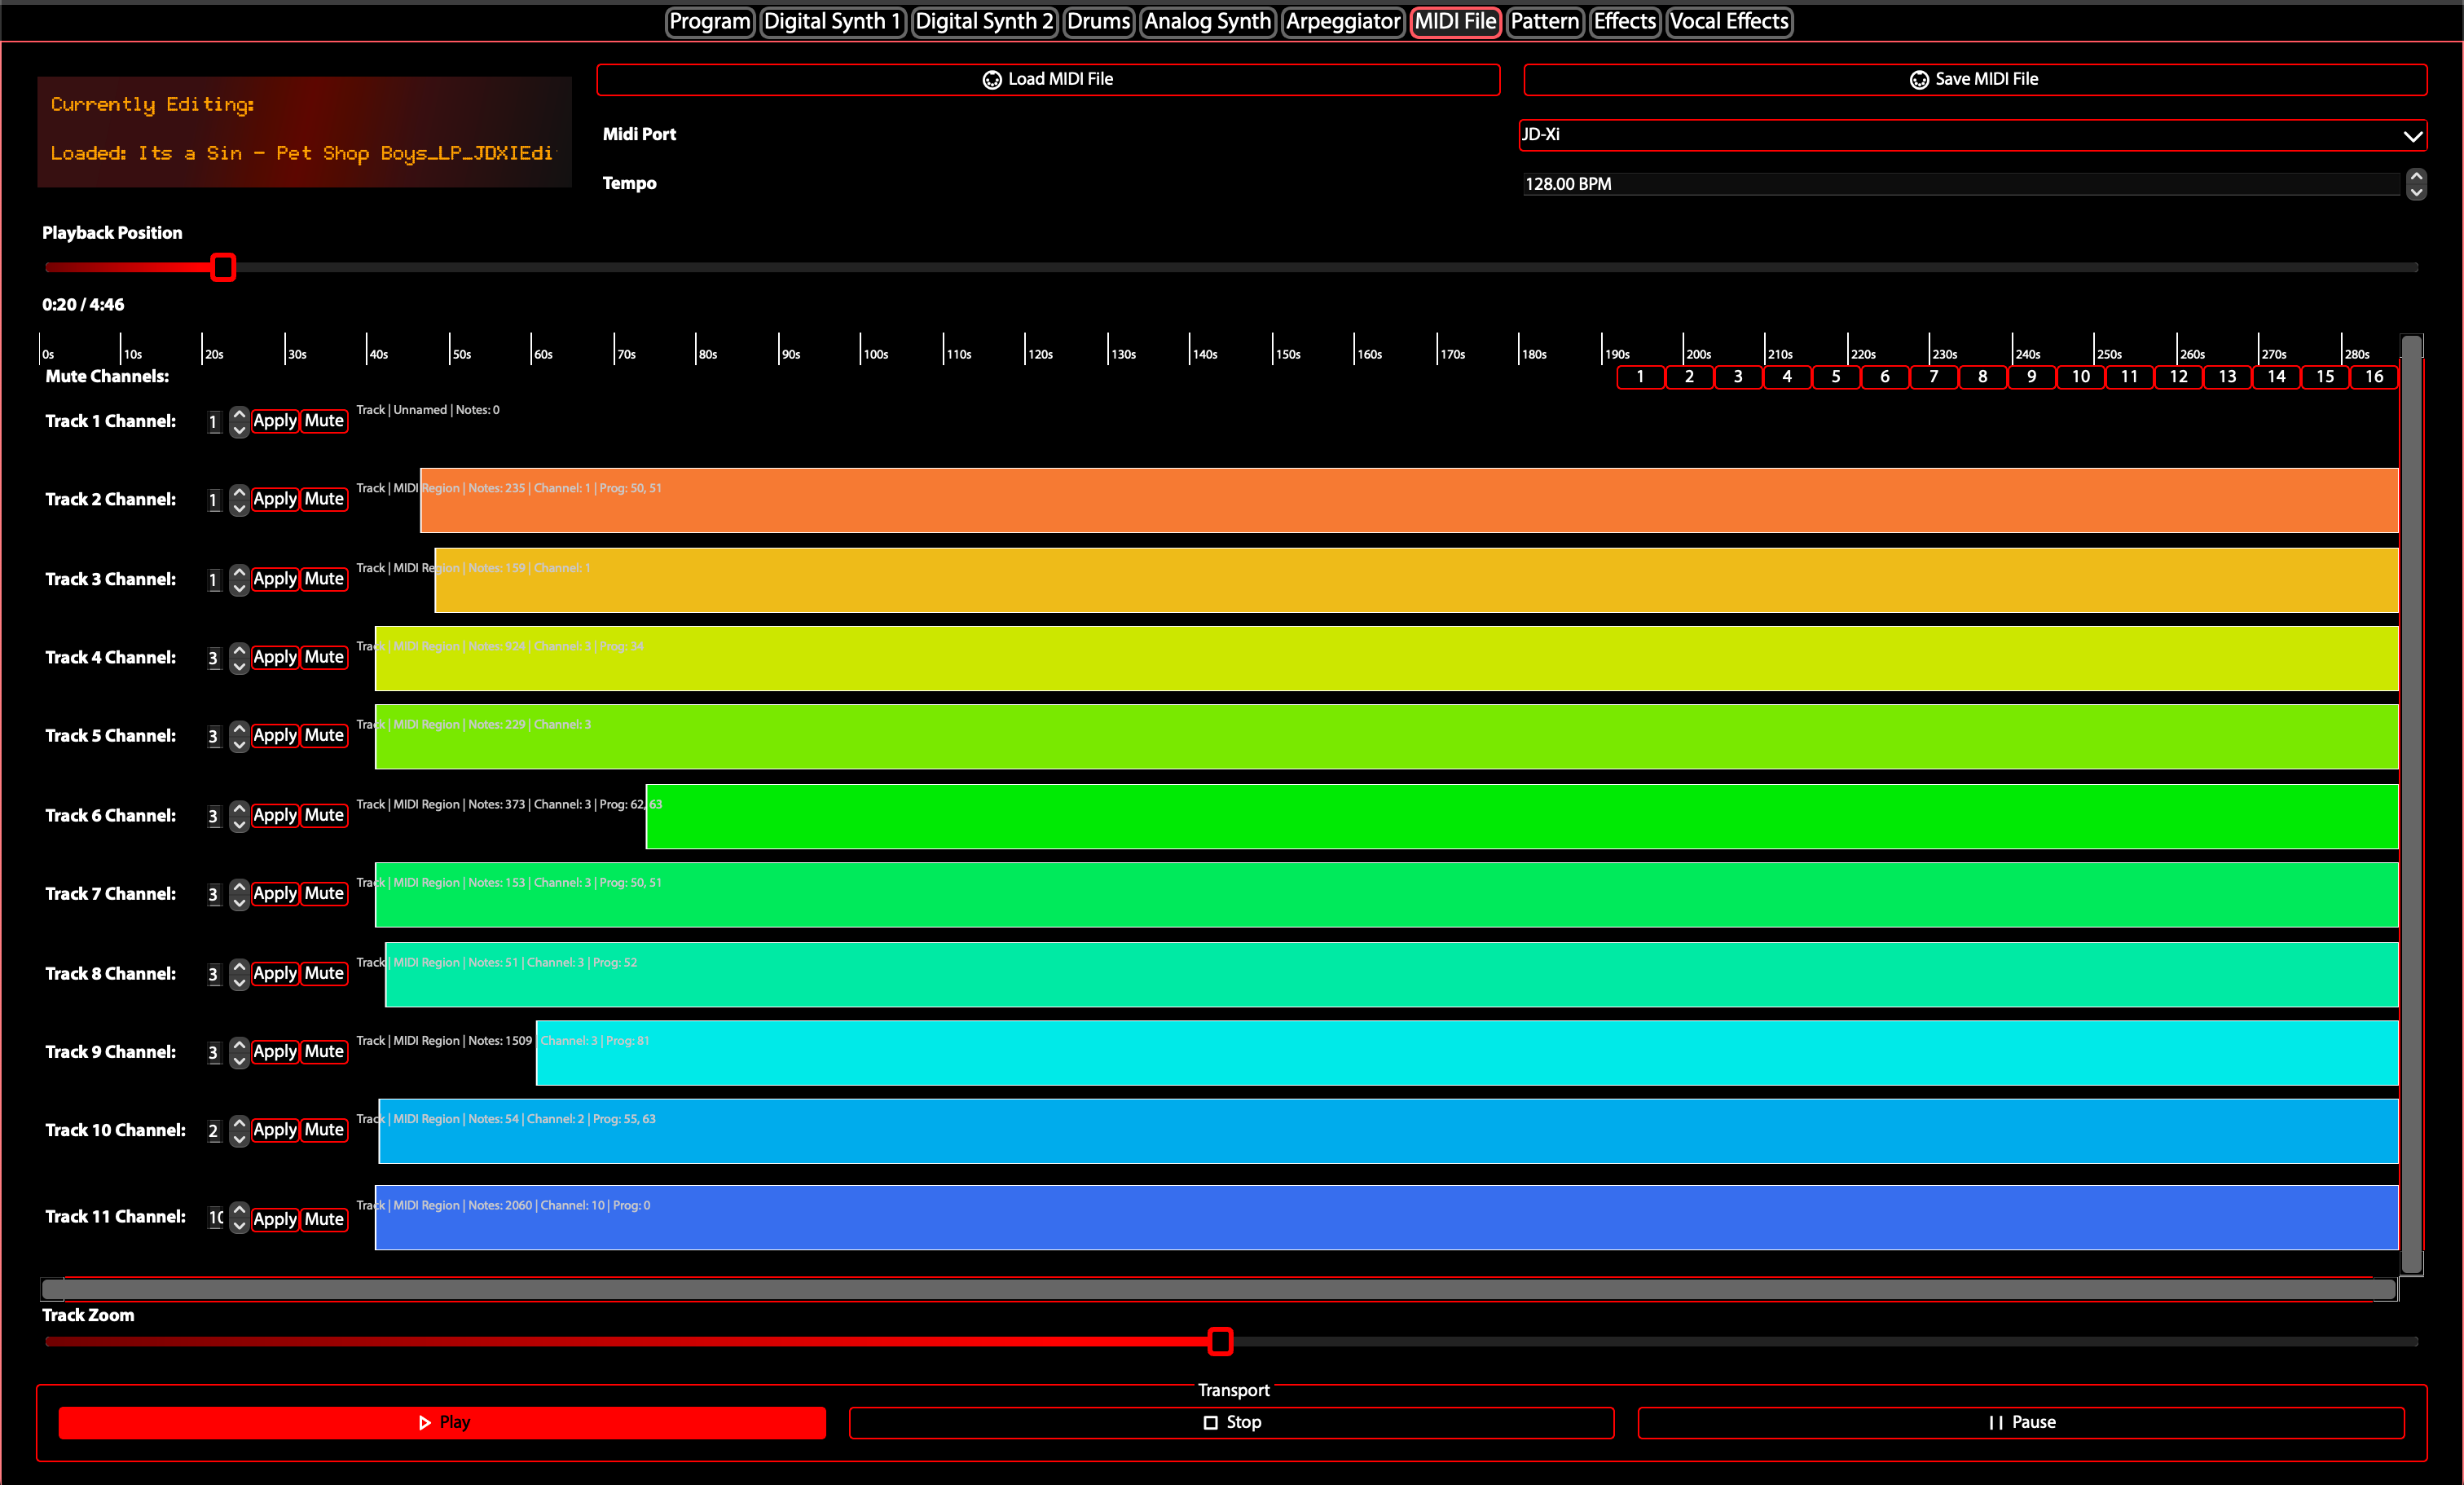 Program Digital Synth 1 Digital Synth 2 Drums Analog Synth Arpeggiator MIDI File Pattern Effects Vocal Effects
Currently Editing:
Loaded: Its a Sin - Pet Shop Boys_LP_JDXIEdi
Load MIDI File
Save MIDI File
Midi Port
JD-Xi
Tempo
128.00 BPM
Playback Position
0:20 / 4:46
0s 10s 20s 30s 40s 50s 60s 70s 80s 90s 100s 110s 120s 130s 140s 150s 160s 170s 180s 190s 200s 210s 220s 230s 240s 250s 260s 270s 280s
Mute Channels: 1 2 3 4 5 6 7 8 9 10 11 12 13 14 15 16
Track 1 Channel: 1 Apply Mute Track | Unnamed | Notes: 0
Track 2 Channel: 1 Apply Mute Track | MIDI Region | Notes: 235 | Channel: 1 | Prog: 50, 51
Track 3 Channel: 1 Apply Mute Track | MIDI Region | Notes: 159 | Channel: 1
Track 4 Channel: 3 Apply Mute Track | MIDI Region | Notes: 924 | Channel: 3 | Prog: 34
Track 5 Channel: 3 Apply Mute Track | MIDI Region | Notes: 229 | Channel: 3
Track 6 Channel: 3 Apply Mute Track | MIDI Region | Notes: 373 | Channel: 3 | Prog: 62, 63
Track 7 Channel: 3 Apply Mute Track | MIDI Region | Notes: 153 | Channel: 3 | Prog: 50, 51
Track 8 Channel: 3 Apply Mute Track | MIDI Region | Notes: 51 | Channel: 3 | Prog: 52
Track 9 Channel: 3 Apply Mute Track | MIDI Region | Notes: 1509 | Channel: 3 | Prog: 81
Track 10 Channel: 2 Apply Mute Track | MIDI Region | Notes: 54 | Channel: 2 | Prog: 55, 63
Track 11 Channel: 10 Apply Mute Track | MIDI Region | Notes: 2060 | Channel: 10 | Prog: 0
Track Zoom
Transport
Play
Stop
Pause